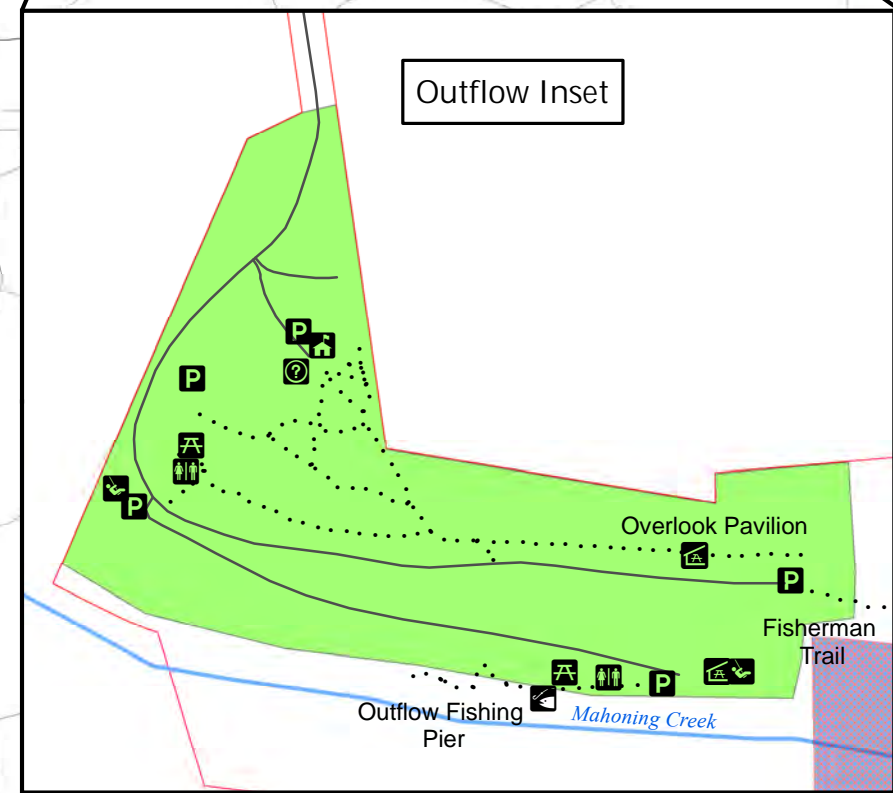 Outflow Inset
P
?
P
P
Overlook Pavilion
P
Fisherman
Trail
P
Outflow Fishing
Pier
Mahoning Creek